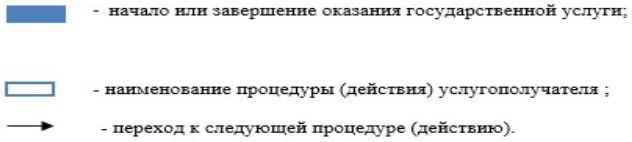 - начало или завершение оказания государственной услуги;
- наименование процедуры (действия) услугополучателя ;
- переход к следующей процедуре (действию).